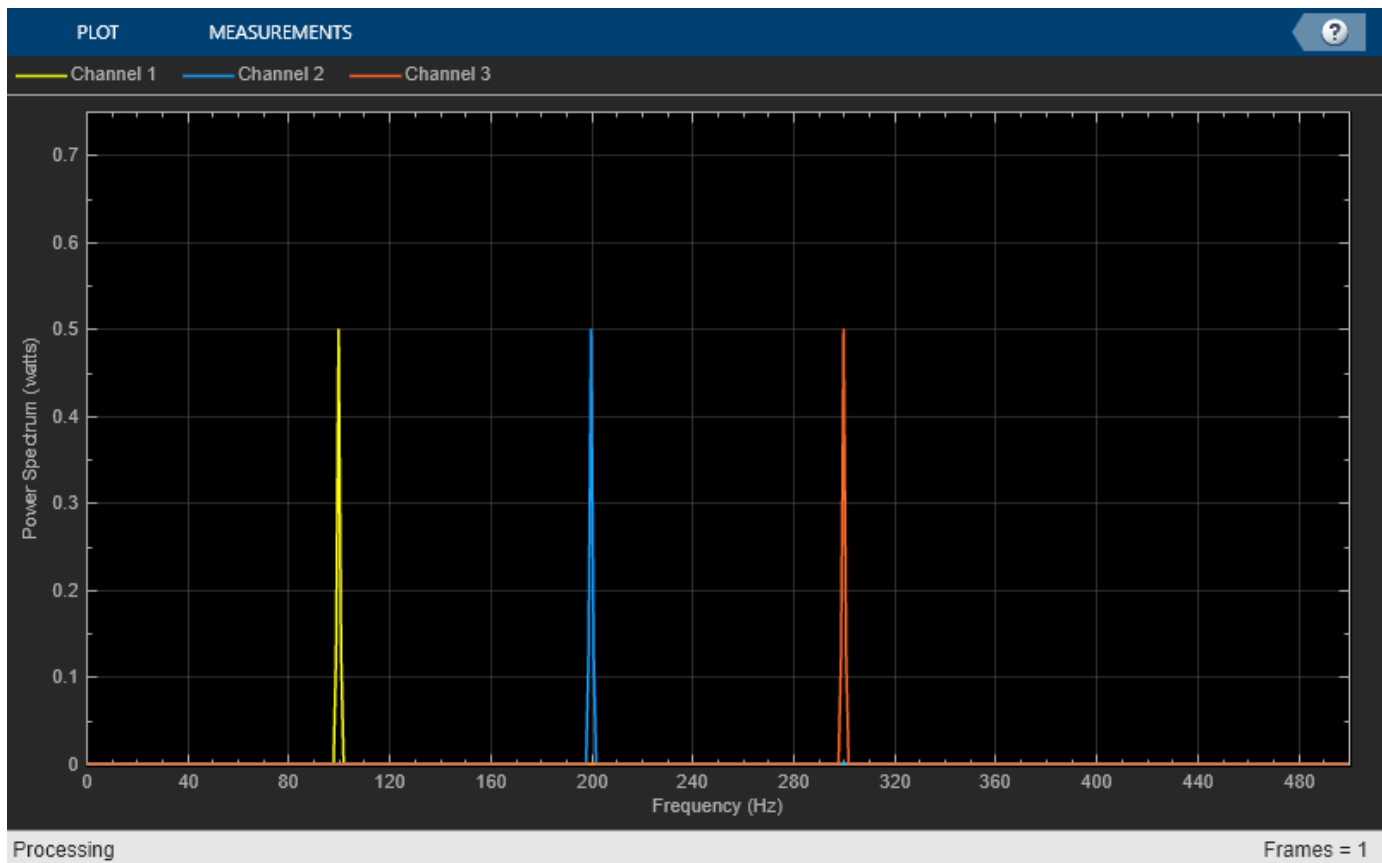 PLOT MEASUREMENTS ?
Channel 1 Channel 2 Channel 3
0.7
0.6
0.5
0.4
0.3
0.2
0.1
0
Power Spectrum (watts)
0 40 80 120 160 200 240 280 320 360 400 440 480
Frequency (Hz)
Processing Frames = 1